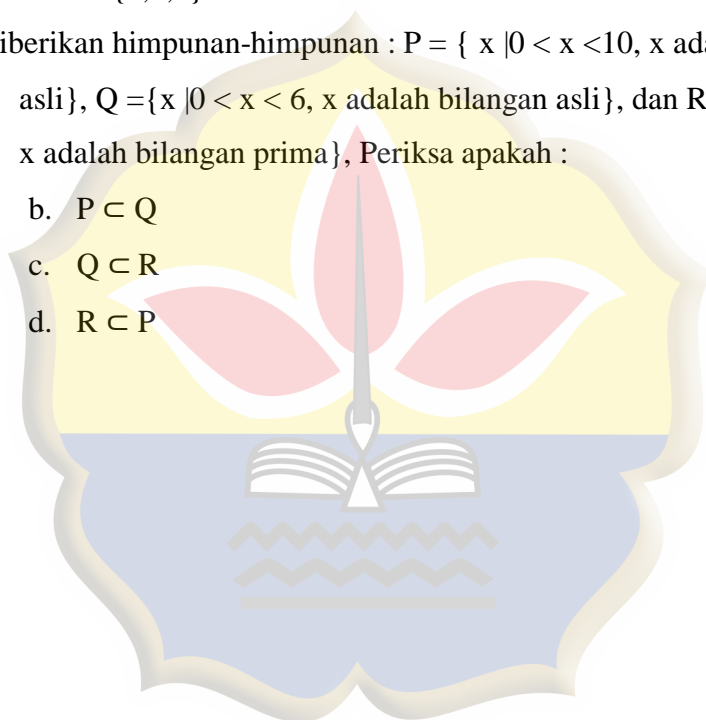 iberikan himpunan-himpunan : P = { x |0 < x <10, x ada
asli}, Q ={x |0 < x < 6, x adalah bilangan asli}, dan R
x adalah bilangan prima}, Periksa apakah :
b. P ⊂ Q
c. Q ⊂ R
d. R ⊂ P